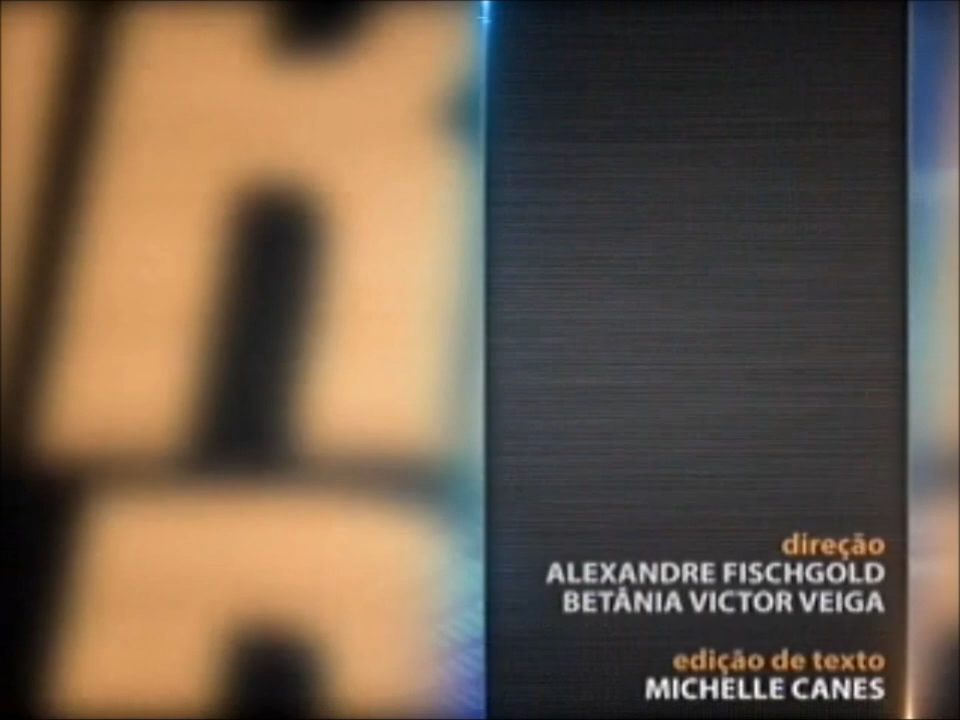 direção
ALEXANDRE FISCHGOLD
BETÂNIA VICTOR VEIGA
edição de texto
MICHELLE CANES